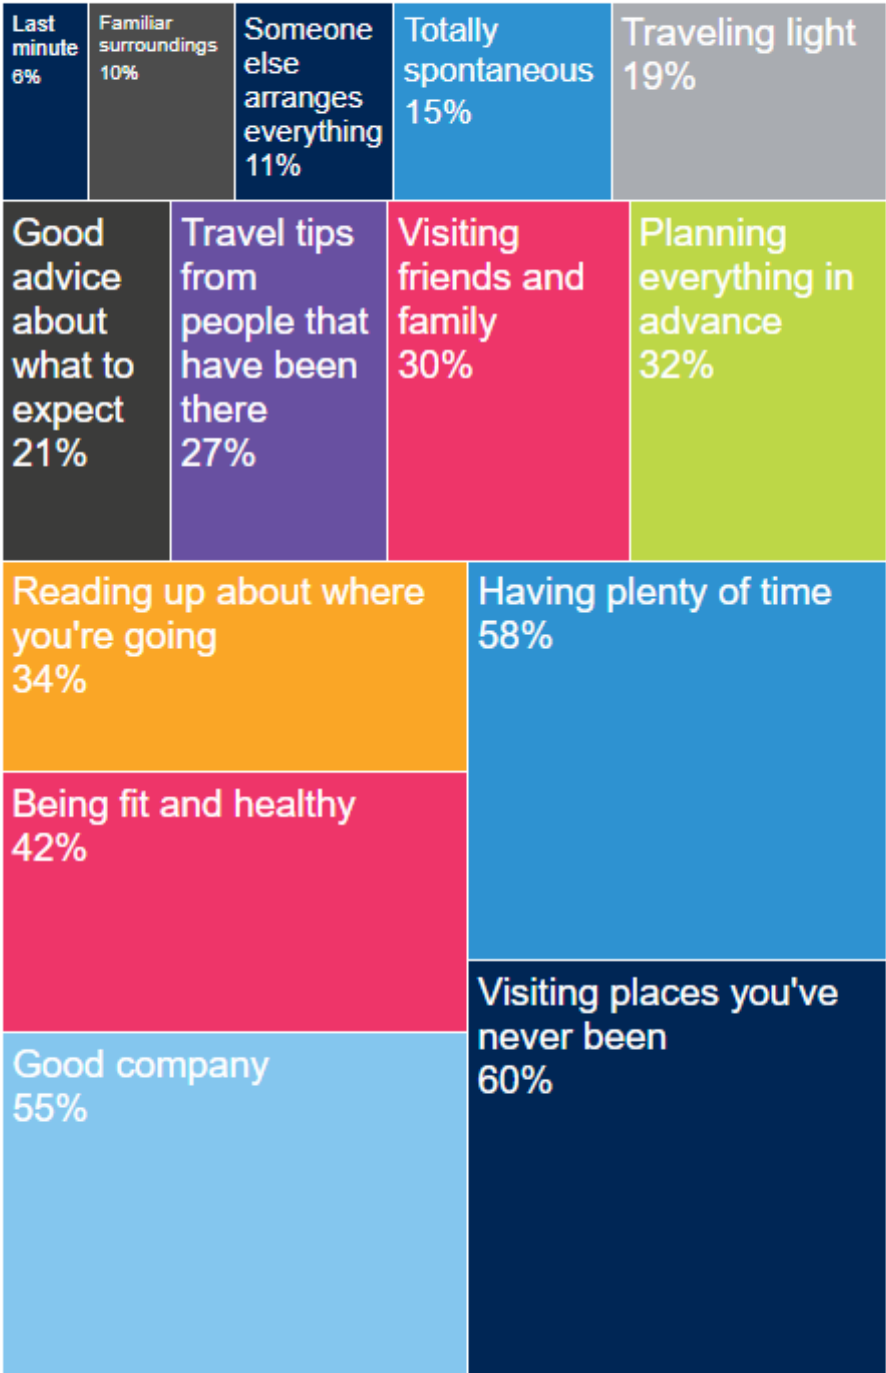 Last
minute
6%
Familiar
surroundings
10%
Someone
else
arranges
everything
11%
Totally
spontaneous
15%
Traveling light
19%
Good
advice
about
what to
expect
21%
Travel tips
from
people that
have been
there
27%
Visiting
friends and
family
30%
Planning
everything in
advance
32%
Reading up about where
you're going
34%
Having plenty of time
58%
Being fit and healthy
42%
Visiting places you've
never been
60%
Good company
55%